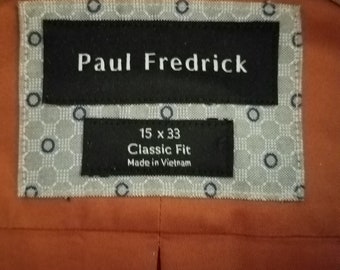 Paul Fredrick
15 x 33
Classic Fit
Made in Vietnam